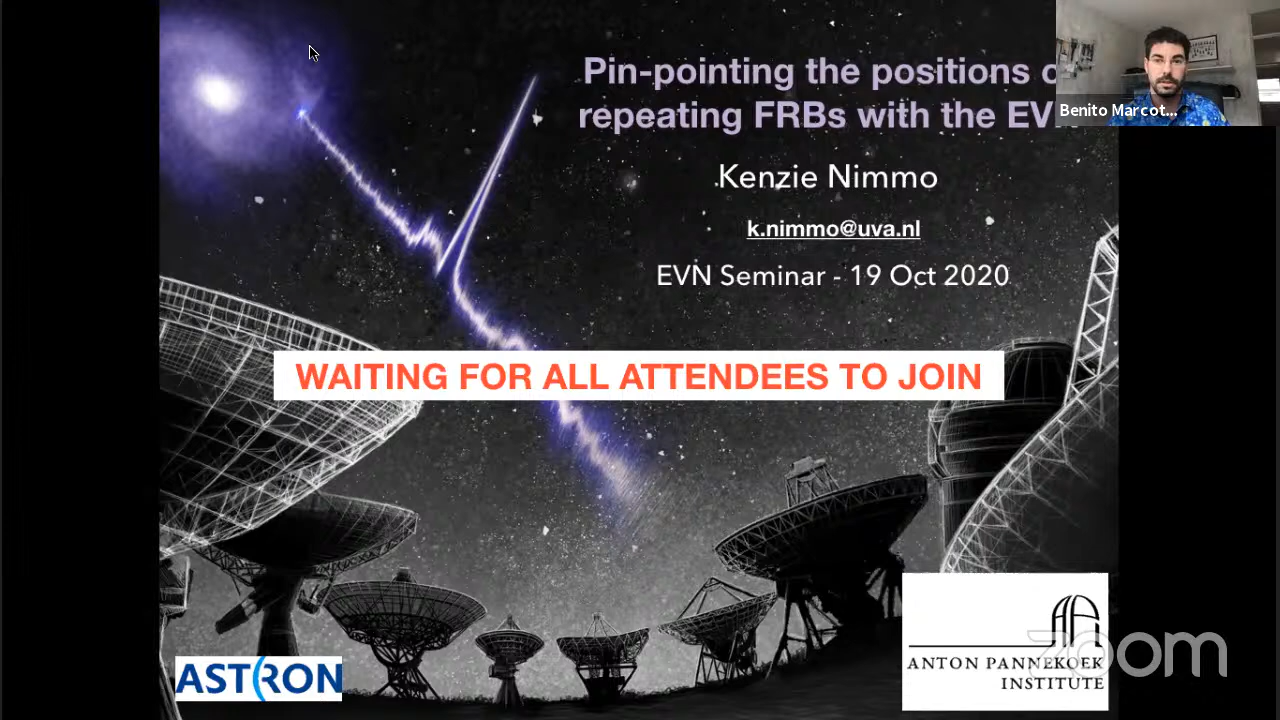 Pin-pointing the positions o
repeating FRBs with the EV
Benito Marcot...
Kenzie Nimmo
k.nimmo@uva.nl
EVN Seminar - 19 Oct 2020
WAITING FOR ALL ATTENDEES TO JOIN
ASTRON
ANTON PANNEKOEK
INSTITUTE
zoom